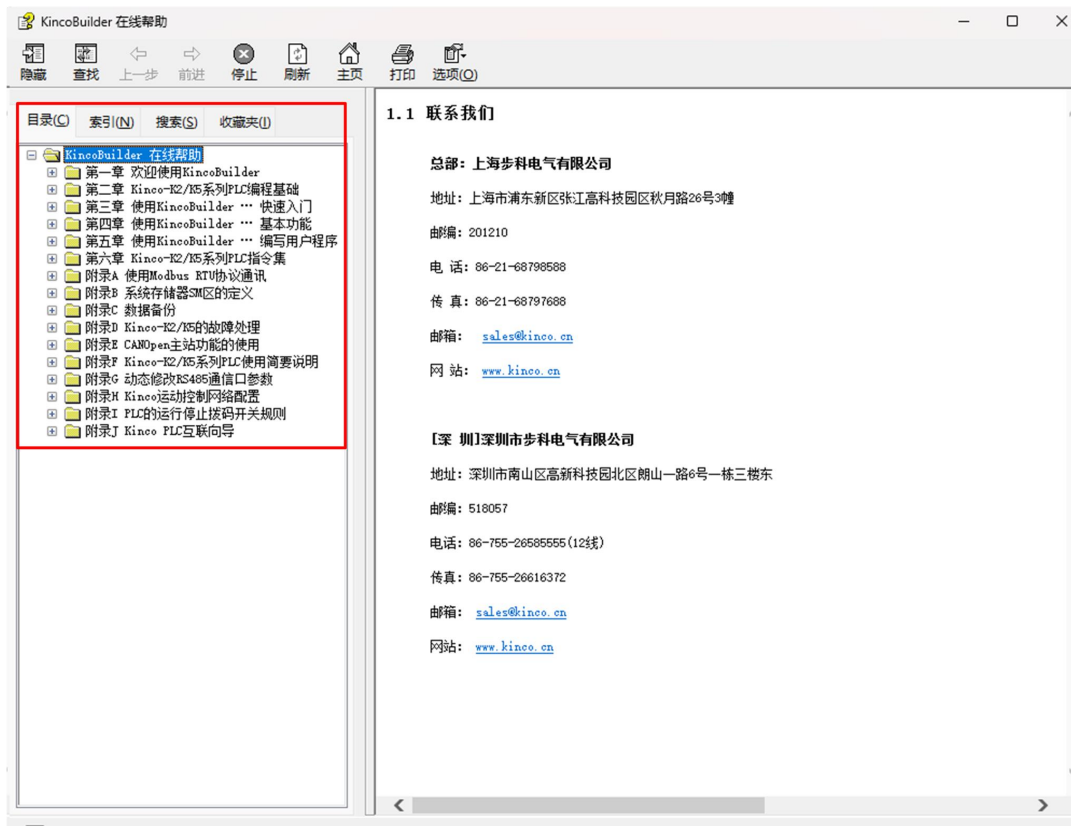 KincoBuilder 在线帮助
隐藏 查找 上一步 前进 停止 刷新 主页 打印 选项(O)
目录(C) 索引(N) 搜索(S) 收藏夹(I)
KincoBuilder 在线帮助
第一章 欢迎使用KincoBuilder
第二章 Kinco-K2/K5系列PLC编程基础
第三章 使用KincoBuilder … 快速入门
第四章 使用KincoBuilder … 基本功能
第五章 使用KincoBuilder … 编写用户程序
第六章 Kinco-K2/K5系列PLC指令集
附录A 使用Modbus RTU协议通讯
附录B 系统存储器SM区的定义
附录C 数据备份
附录D Kinco-K2/K5的故障处理
附录E CANOpen主站功能的使用
附录F Kinco-K2/K5系列PLC使用简要说明
附录G 动态修改RS485通信口参数
附录H Kinco运动控制网络配置
附录I PLC的运行停止拨码开关规则
附录J Kinco PLC互联向导
1.1 联系我们
总部：上海步科电气有限公司
地址：上海市浦东新区张江高科技园区秋月路26号3幢
邮编：201210
电 话：86-21-68798588
传 真：86-21-68797688
邮箱： sales@kinco.cn
网 站： www.kinco.cn
[深 圳]深圳市步科电气有限公司
地址：深圳市南山区高新科技园北区朗山一路6号一栋三楼东
邮编：518057
电话：86-755-26585555(12线)
传真：86-755-26616372
邮箱： sales@kinco.cn
网站： www.kinco.cn